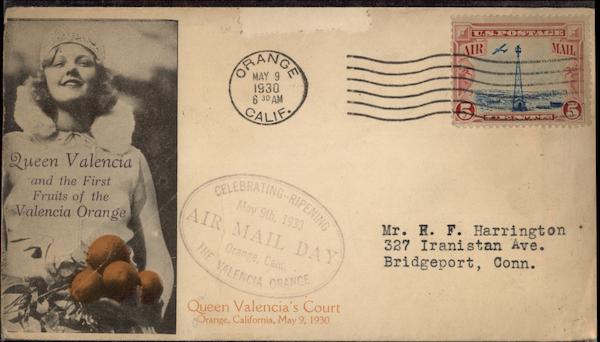 Queen Valencia
and the First
Fruits of the
Valencia Orange
ORANGE
MAY 9
1930
6 30 AM
CALIF.
U.S. POSTAGE
AIR MAIL
5 5
CENTS
CELEBRATING-RIPENING
May 9th. 1930
AIR MAIL DAY
Orange, Calif.
THE VALENCIA ORANGE
Mr. H. F. Harrington
327 Iranistan Ave.
Bridgeport, Conn.
Queen Valencia's Court
Orange, California, May 9, 1930